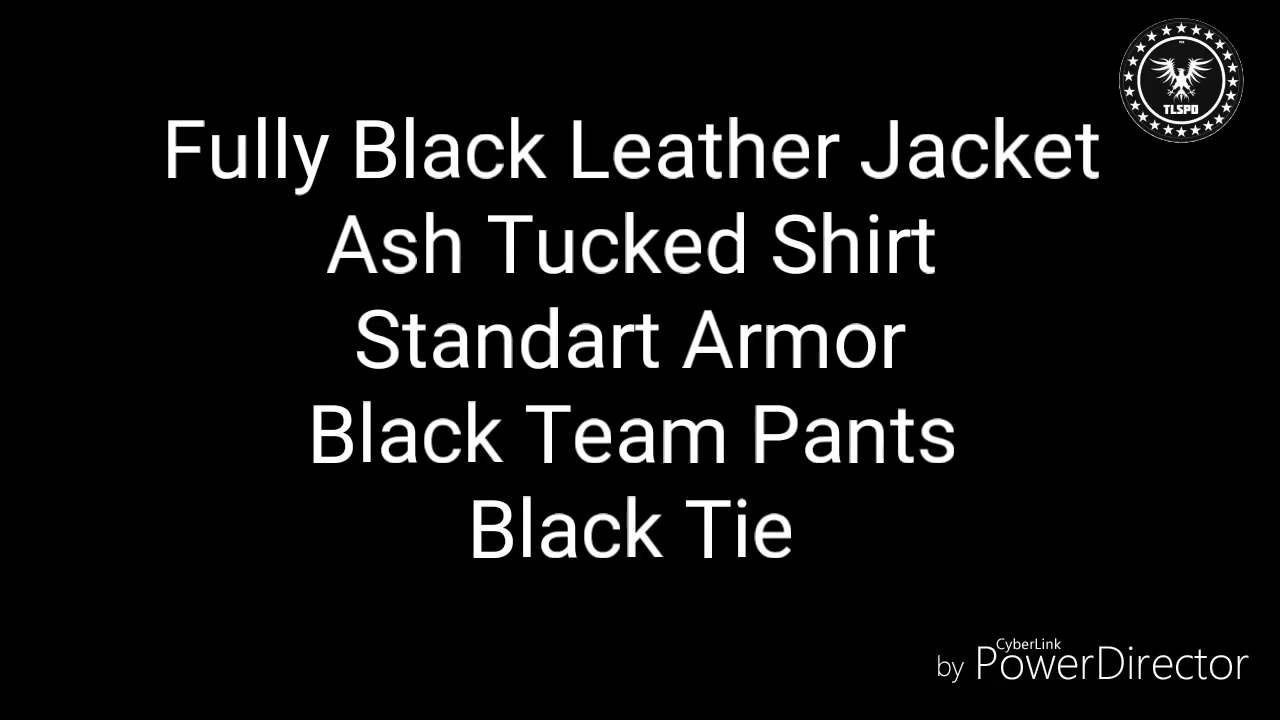 TLSPD
Fully Black Leather Jacket
Ash Tucked Shirt
Standart Armor
Black Team Pants
Black Tie
CyberLink
by PowerDirector